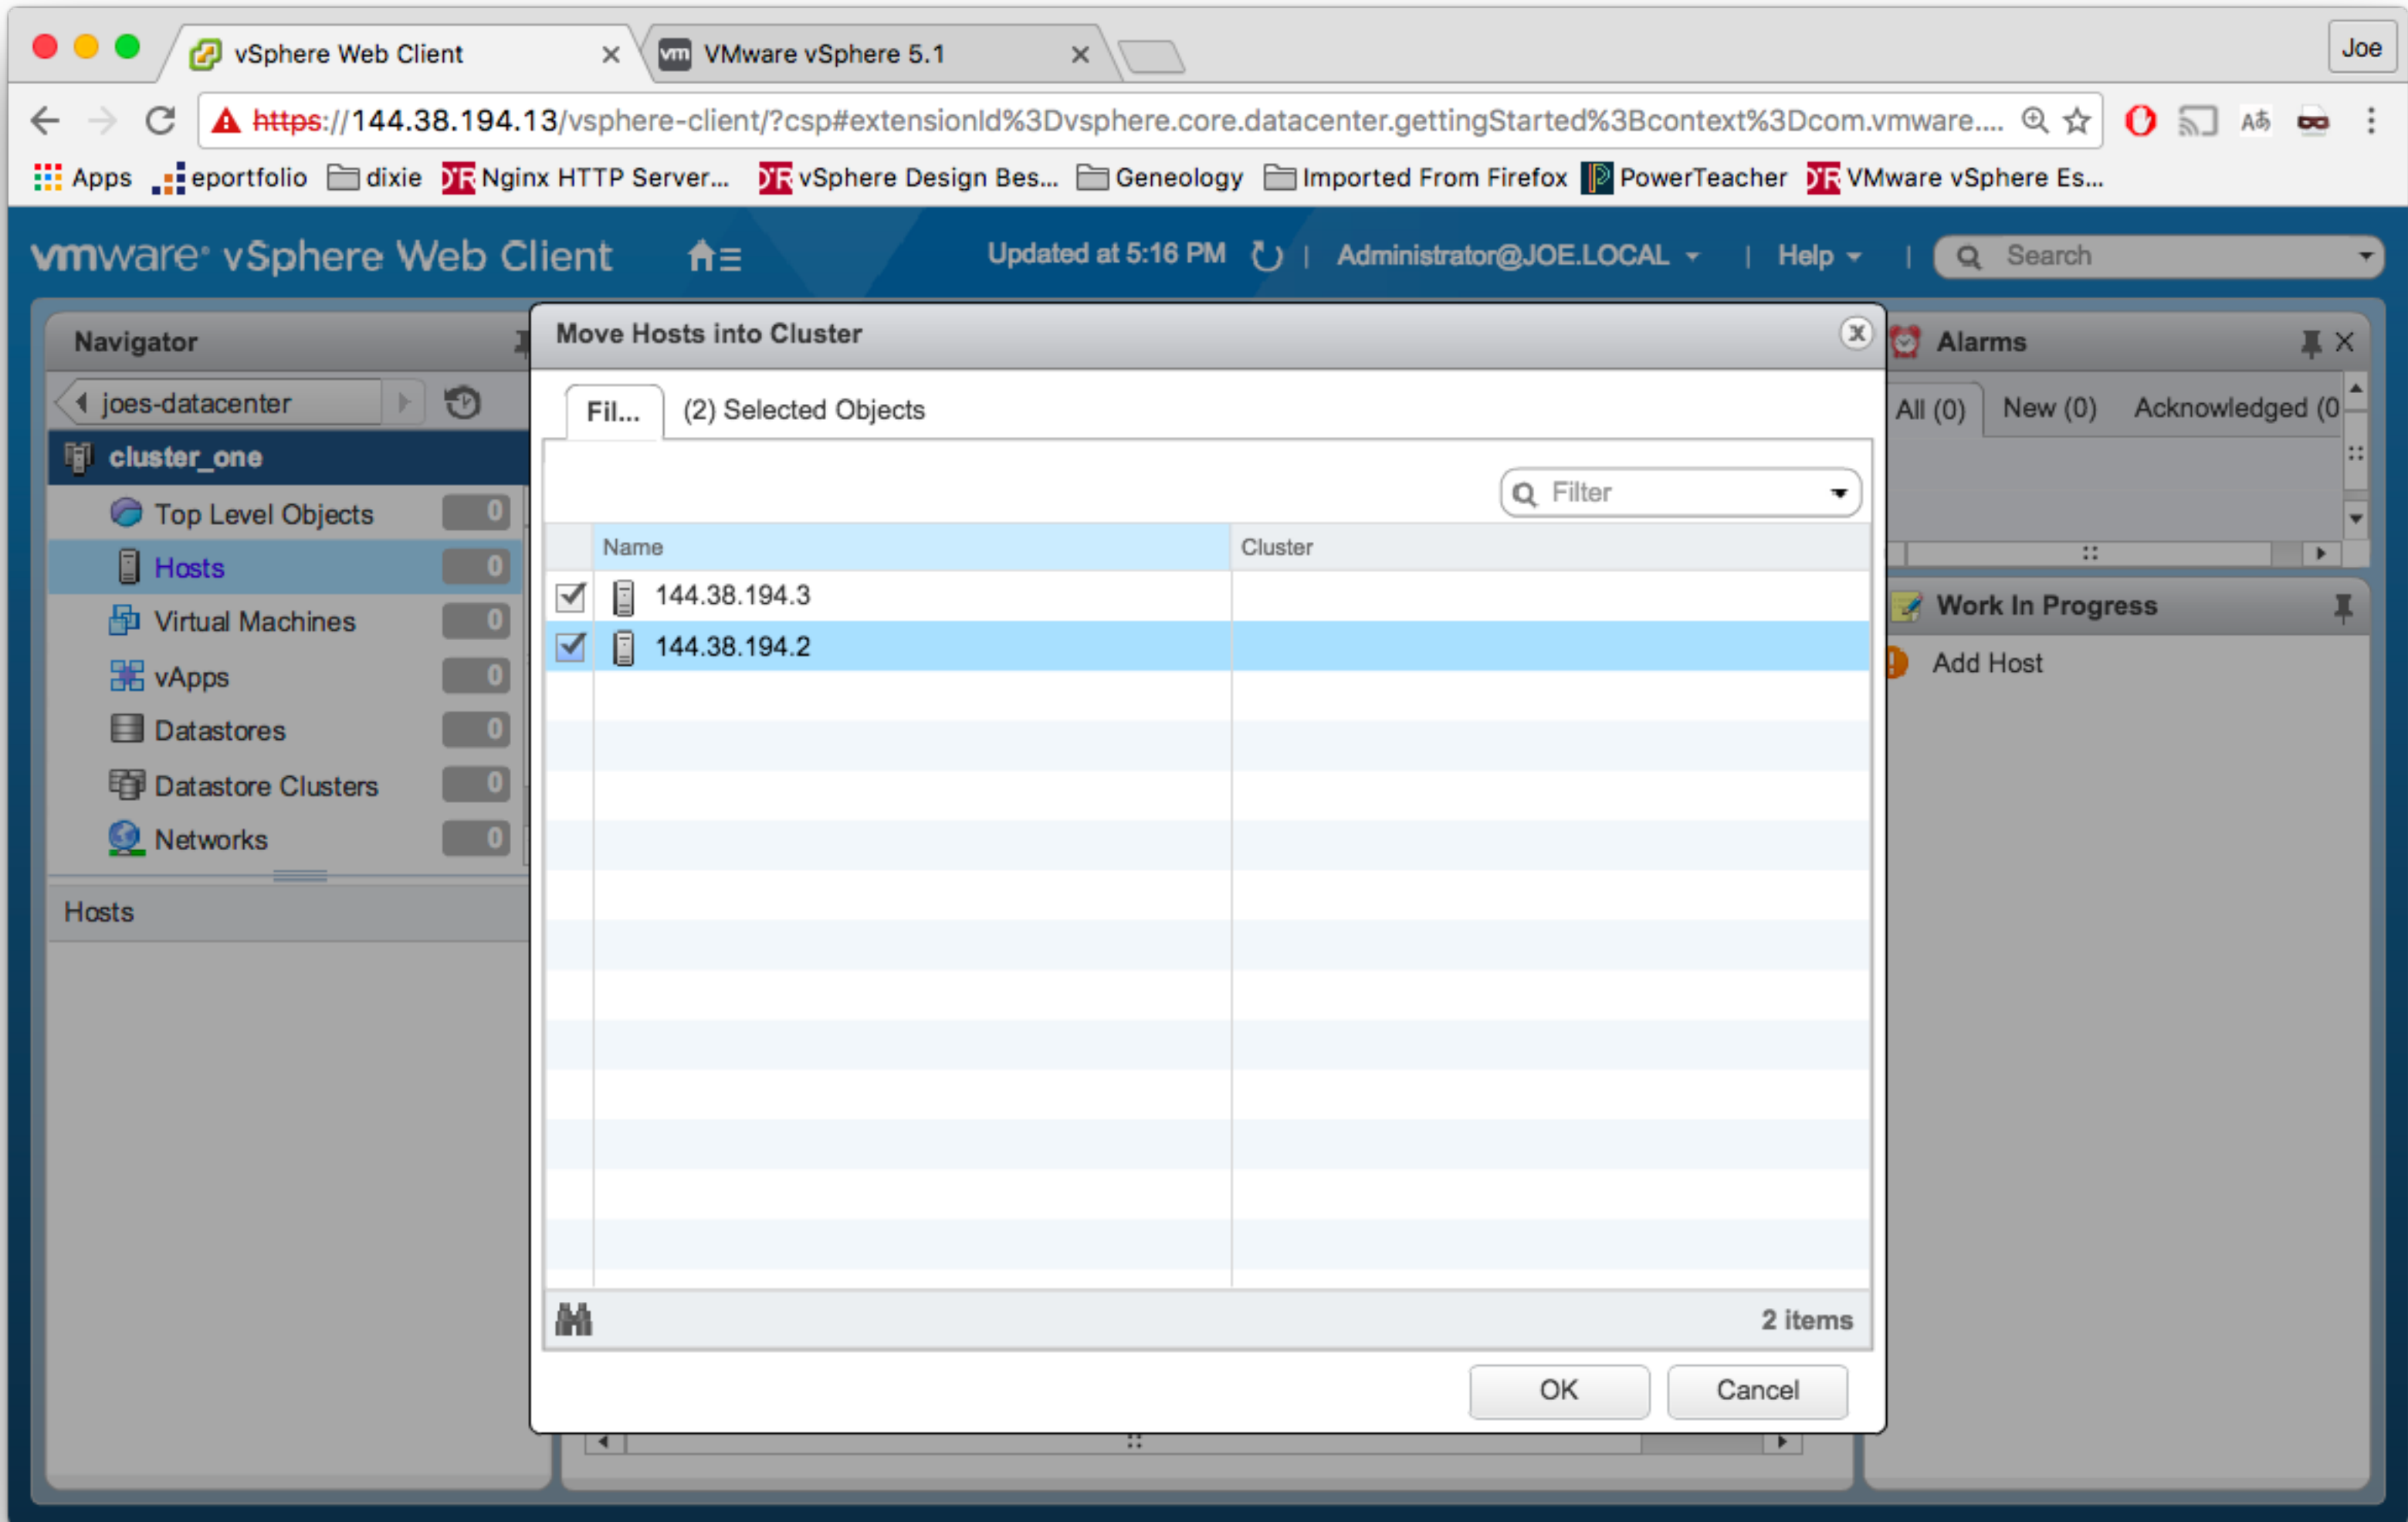 vSphere Web Client
VMware vSphere 5.1
Joe
https://144.38.194.13/vsphere-client/?csp#extensionId%3Dvsphere.core.datacenter.gettingStarted%3Bcontext%3Dcom.vmware....
Apps eportfolio dixie Nginx HTTP Server... vSphere Design Bes... Geneology Imported From Firefox PowerTeacher VMware vSphere Es...
vmware® vSphere Web Client Updated at 5:16 PM | Administrator@JOE.LOCAL | Help | Search
Navigator
joes-datacenter
cluster_one
Top Level Objects 0
Hosts 0
Virtual Machines 0
vApps 0
Datastores 0
Datastore Clusters 0
Networks 0
Hosts
Move Hosts into Cluster
Fil... (2) Selected Objects
Filter
Name Cluster
144.38.194.3
144.38.194.2
2 items
OK Cancel
Alarms
All (0) New (0) Acknowledged (0
Work In Progress
Add Host